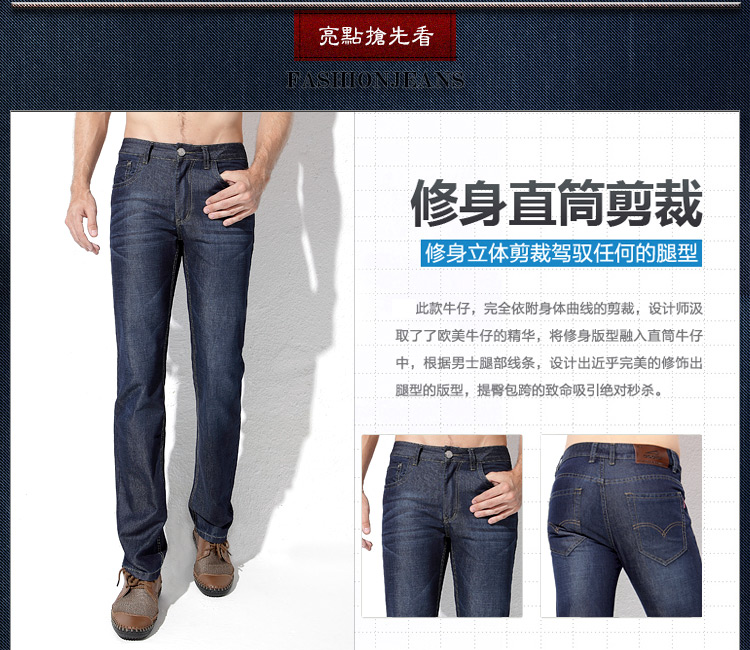 亮點搶先看
FASHIONJEANS
修身直筒剪裁
修身立体剪裁驾驭任何的腿型
此款牛仔，完全依附身体曲线的剪裁，设计师汲
取了了欧美牛仔的精华，将修身版型融入直筒牛仔
中，根据男士腿部线条，设计出近乎完美的修饰出
腿型的版型，提臀包跨的致命吸引绝对秒杀。